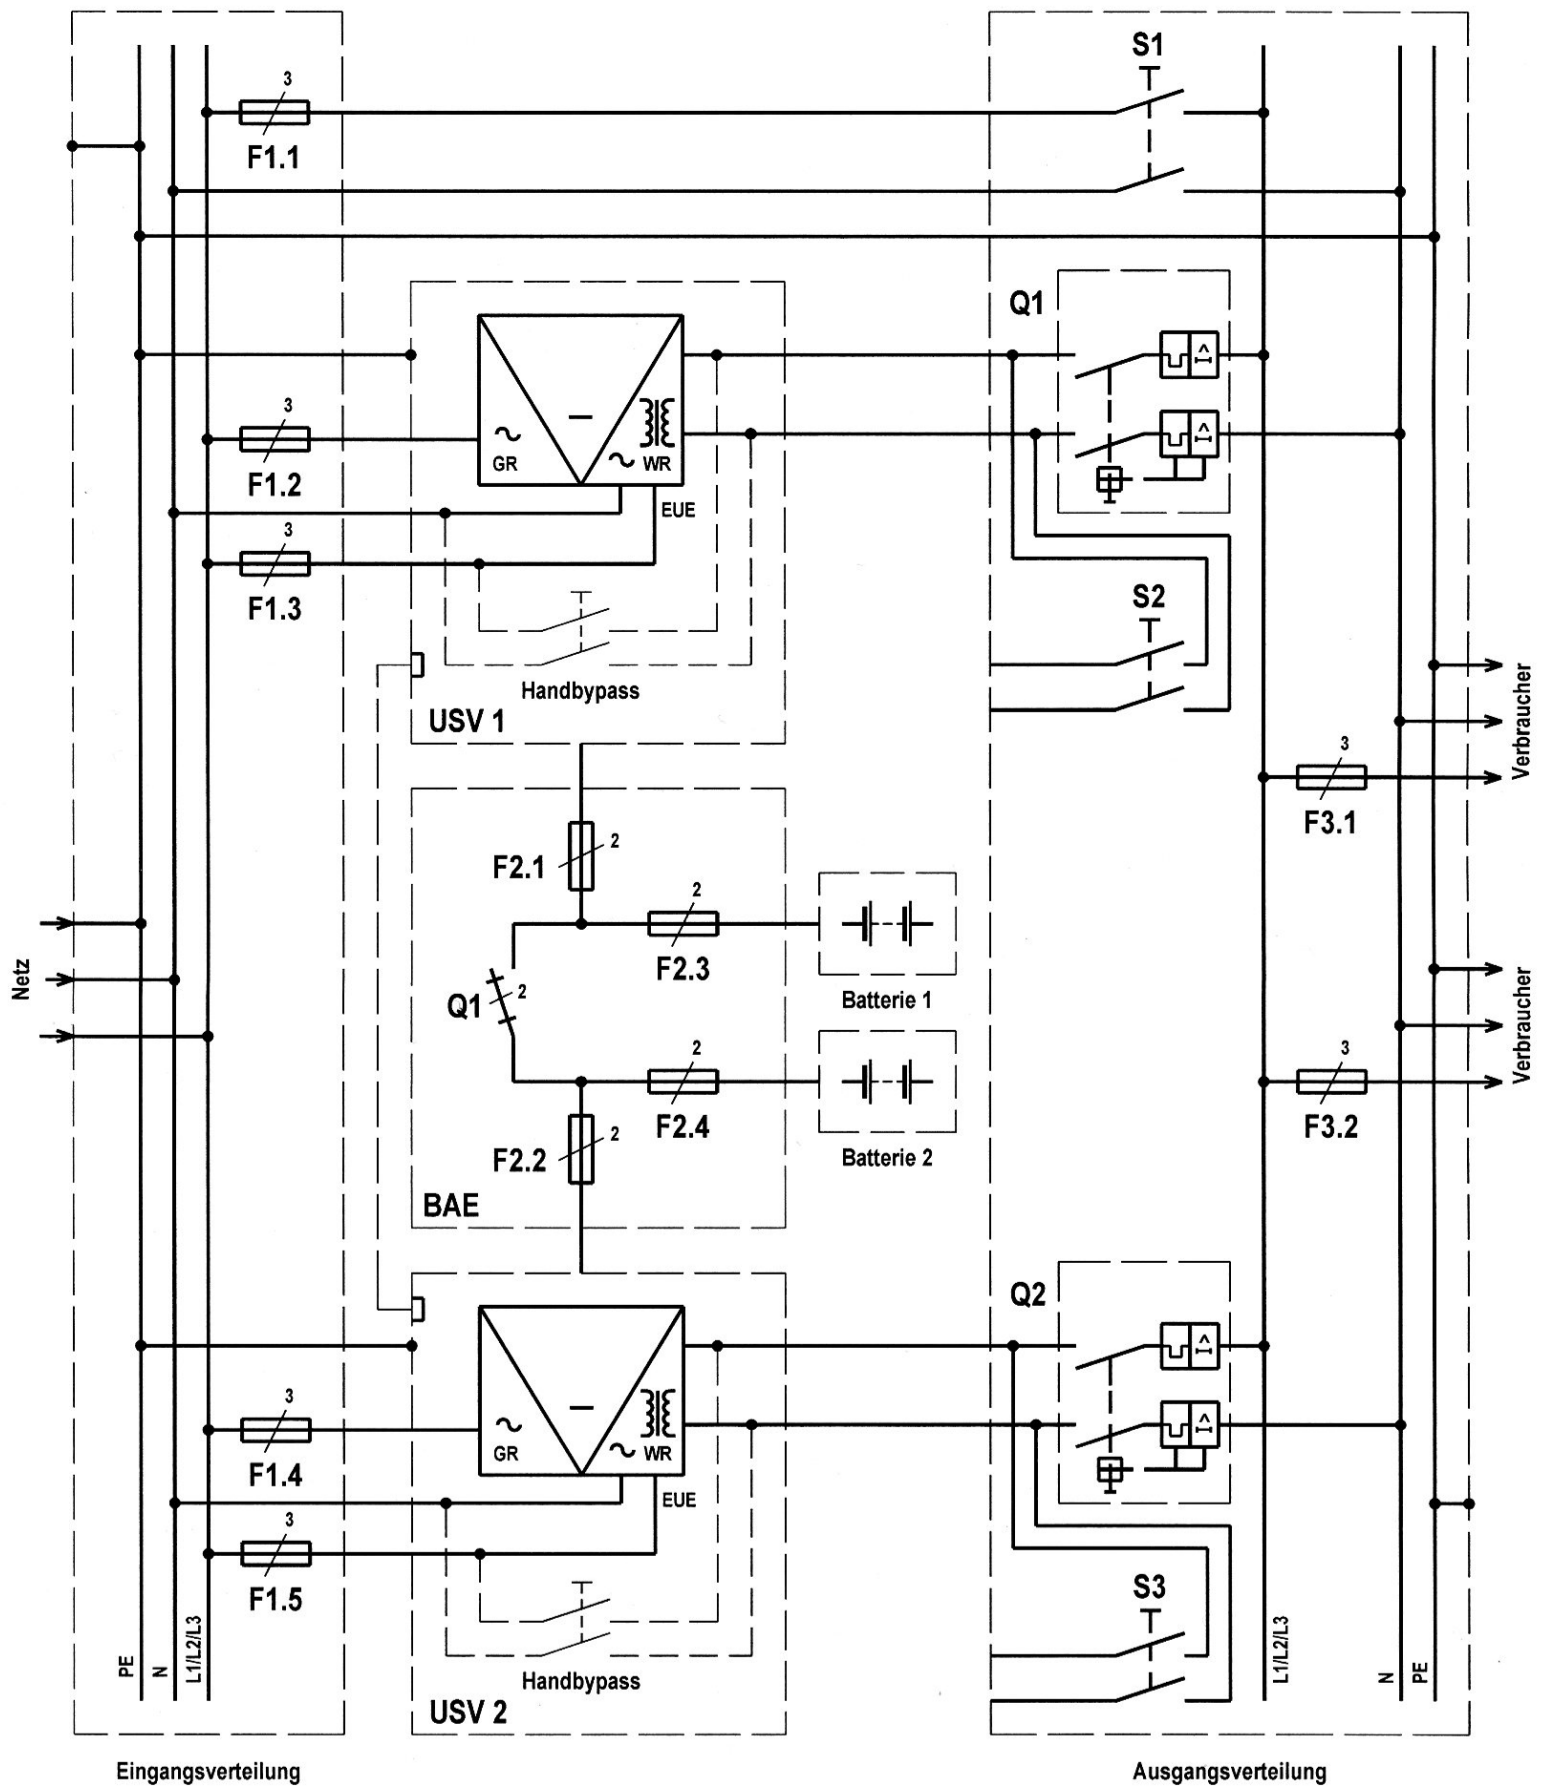 S1
3
F1.1
Q1
3
GR
WR
F1.2
EUE
3
F1.3
S2
Handbypass
USV 1
Verbraucher
3
F3.1
F2.1
2
2
F2.3
Netz
Q1
2
Batterie 1
Verbraucher
2
3
F2.4
F3.2
F2.2
2
Batterie 2
BAE
Q2
3
GR
WR
F1.4
EUE
3
F1.5
S3
Handbypass
USV 2
PE
N
L1/L2/L3
L1/L2/L3
N
PE
Eingangsverteilung
Ausgangsverteilung